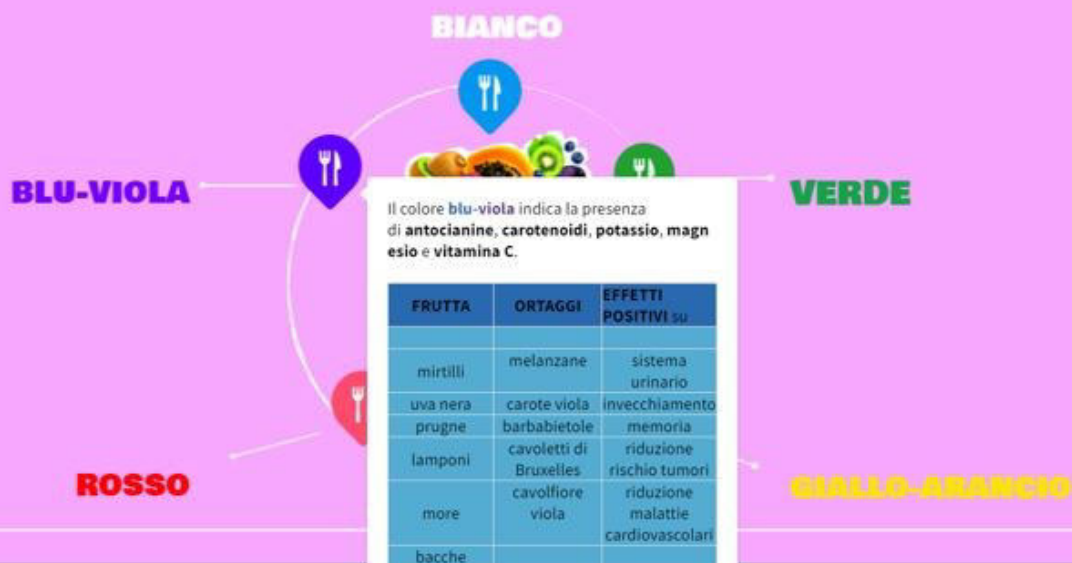 BIANCO
BLU-VIOLA
VERDE
Il colore blu-viola indica la presenza
di antocianine, carotenoidi, potassio, magn
esio e vitamina C.
FRUTTA ORTAGGI EFFETTI
POSITIVI su
mirtilli melanzane sistema
urinario
uva nera carote viola invecchiamento
prugne barbabietole memoria
lamponi cavoletti di riduzione
Bruxelles rischio tumori
more cavolfiore riduzione
viola malattie
cardiovascolari
bacche
ROSSO
GIALLO-ARANCIO